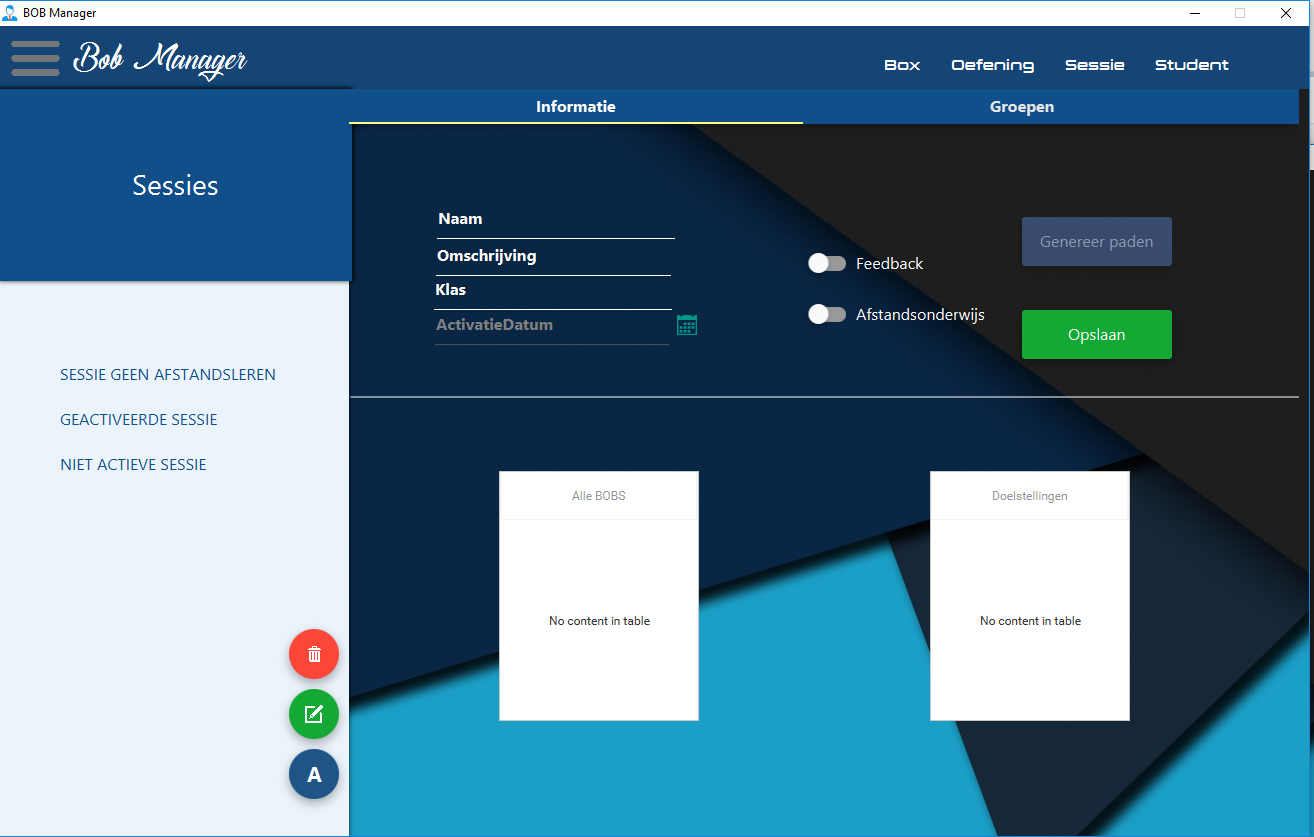 BOB Manager
Bob Manager
Box Oefening Sessie Student
Informatie Groepen
Sessies
Naam
Omschrijving
Klas
ActivatieDatum
Feedback
Afstandsonderwijs
Genereer paden
Opslaan
SESSIE GEEN AFSTANDSLEREN
GEACTIVEERDE SESSIE
NIET ACTIEVE SESSIE
Alle BOBS
No content in table
Doelstellingen
No content in table
A